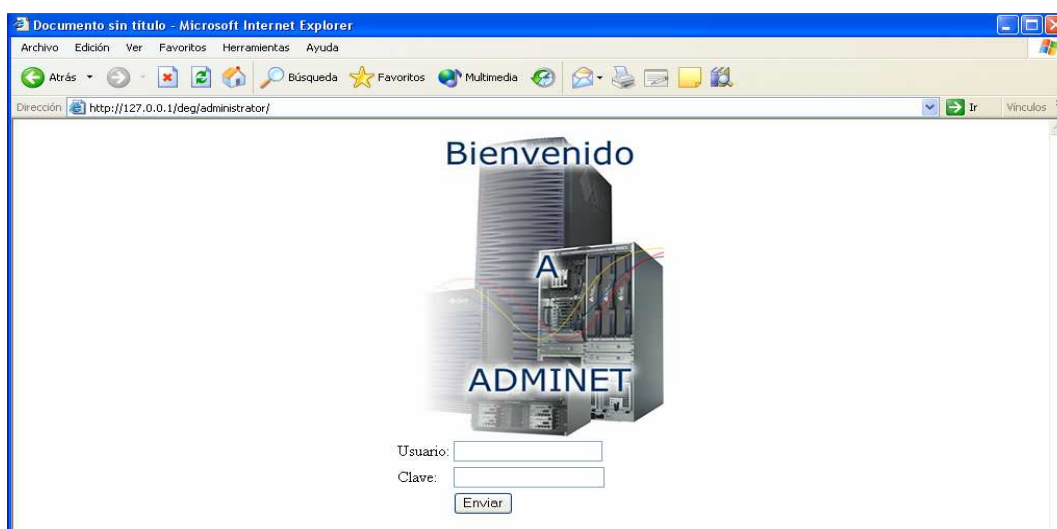 Documento sin título - Microsoft Internet Explorer
Archivo Edición Ver Favoritos Herramientas Ayuda
Atrás Búsqueda Favoritos Multimedia
Dirección http://127.0.0.1/deg/administrator/ Ir Vínculos
Bienvenido
A
ADMINET
Usuario:
Clave:
Enviar